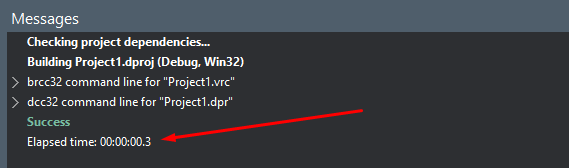 Messages
Checking project dependencies...
Building Project1.dproj (Debug, Win32)
brcc32 command line for "Project1.vrc"
dcc32 command line for "Project1.dpr"
Success
Elapsed time: 00:00:00.3